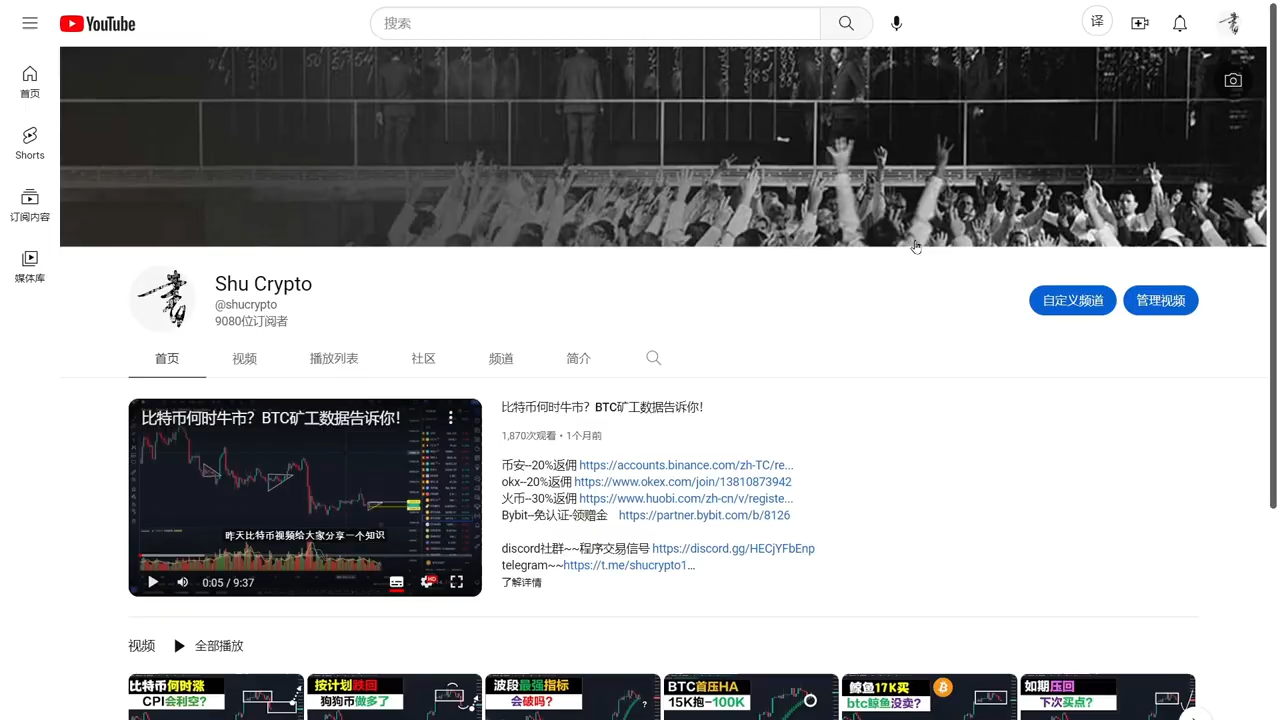 YouTube
搜索
译
首页
Shorts
订阅内容
媒体库
Shu Crypto
@shucrypto
9080位订阅者
自定义频道
管理视频
首页
视频
播放列表
社区
频道
简介
比特币何时牛市？BTC矿工数据告诉你！
昨天比特币视频给大家分享一个知识
0:05 / 9:37
HD
比特币何时牛市？BTC矿工数据告诉你！
1,870次观看・1个月前
币安--20%返佣 https://accounts.binance.com/zh-TC/re...
okx--20%返佣 https://www.okex.com/join/13810873942
火币--30%返佣 https://www.huobi.com/zh-cn/v/registe...
Bybit--免认证-领赠金 https://partner.bybit.com/b/8126
discord社群~~程序交易信号 https://discord.gg/HECjYFbEnp
telegram~~https://t.me/shucrypto1...
了解详情
视频
全部播放
比特币何时涨
CPI会利空?
按计划跌回
狗狗币做多了
波段最强指标
会破吗?
BTC首压HA
15K抱-100K
鲸鱼17K买
btc鲸鱼没卖?
如期压回
下次买点?